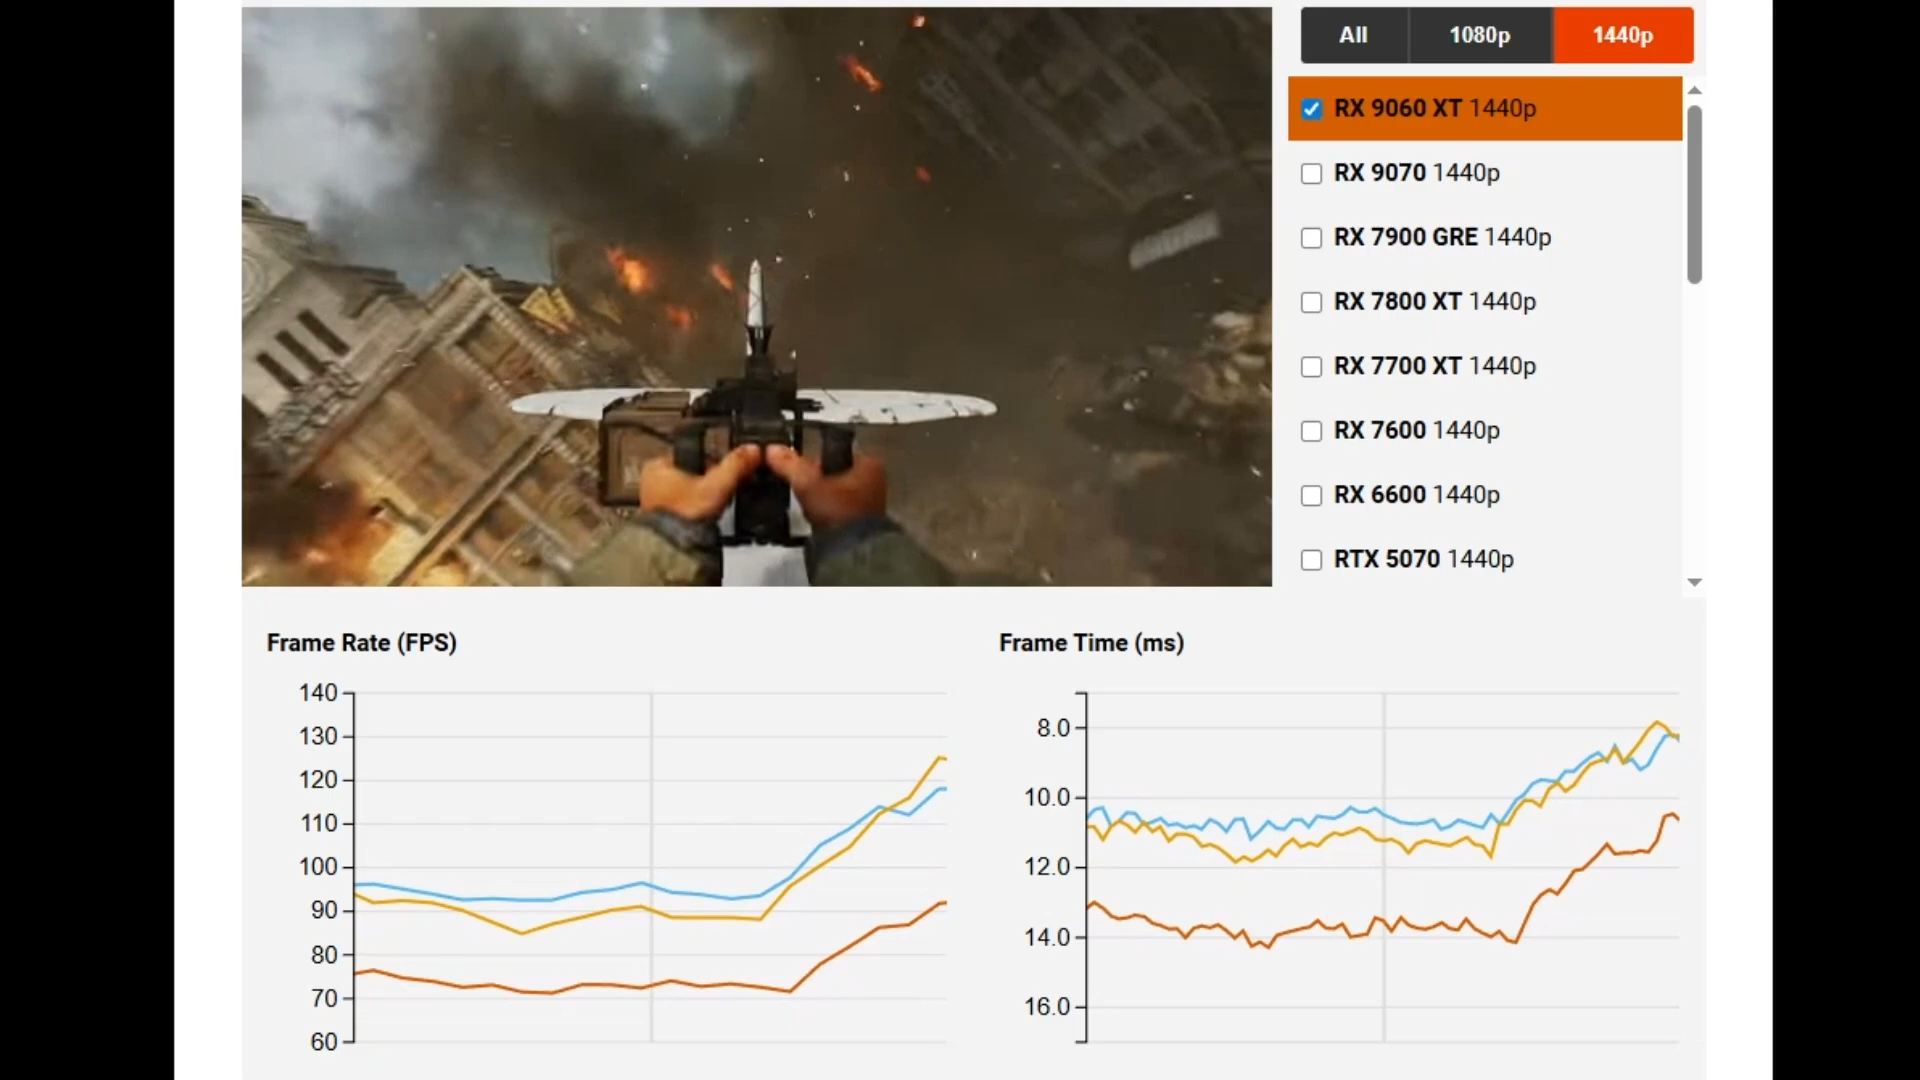 All 1080p 1440p
RX 9060 XT 1440p
RX 9070 1440p
RX 7900 GRE 1440p
RX 7800 XT 1440p
RX 7700 XT 1440p
RX 7600 1440p
RX 6600 1440p
RTX 5070 1440p
Frame Rate (FPS)
140
130
120
110
100
90
80
70
60
Frame Time (ms)
8.0
10.0
12.0
14.0
16.0